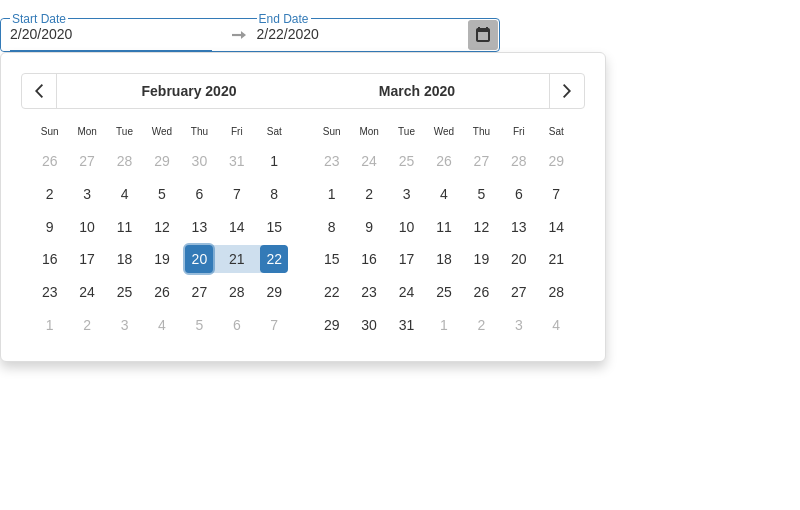 Start Date End Date
2/20/2020 2/22/2020
February 2020 March 2020
Sun Mon Tue Wed Thu Fri Sat Sun Mon Tue Wed Thu Fri Sat
26 27 28 29 30 31 1 23 24 25 26 27 28 29
2 3 4 5 6 7 8 1 2 3 4 5 6 7
9 10 11 12 13 14 15 8 9 10 11 12 13 14
16 17 18 19 20 21 22 15 16 17 18 19 20 21
23 24 25 26 27 28 29 22 23 24 25 26 27 28
1 2 3 4 5 6 7 29 30 31 1 2 3 4